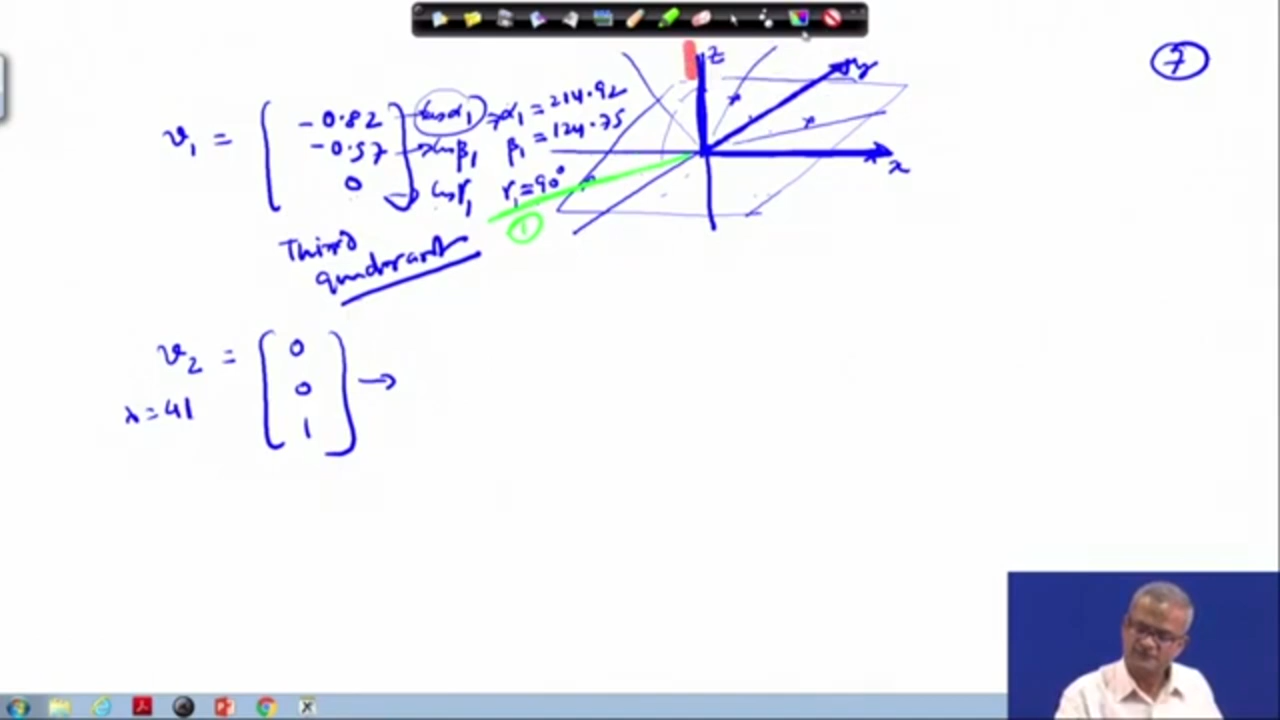 7
z
y
x
v₁ = [ -0.82 → cos α₁ ⇒ α₁ = 214.92
-0.57 → cos β₁ β₁ = 124.75
0 ] → cos γ₁ γ₁ = 90°
1
Third
quadrant
v₂ = [ 0
0
1 ] →
λ = 41